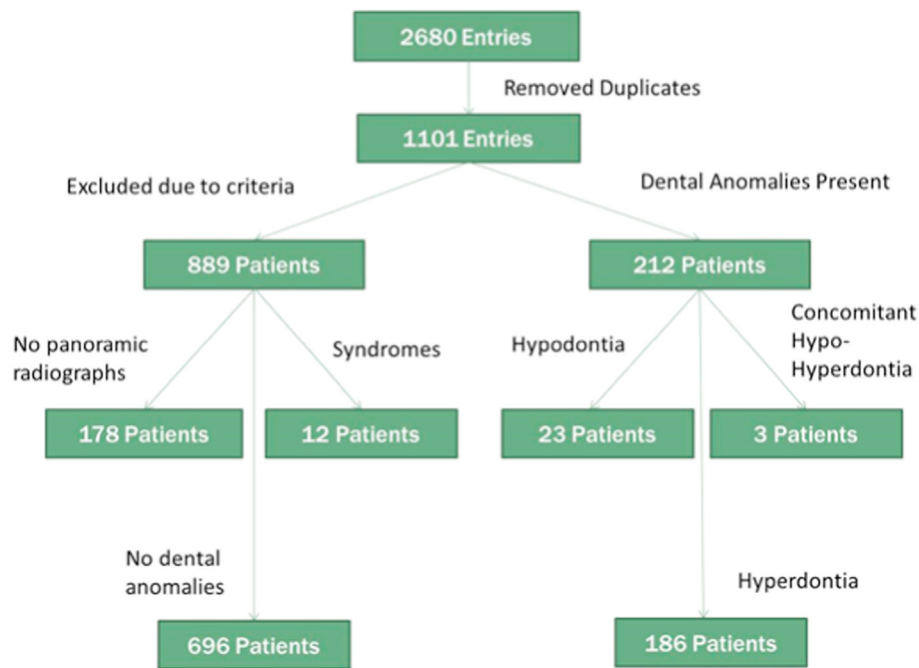 2680 Entries
Removed Duplicates
1101 Entries
Excluded due to criteria
Dental Anomalies Present
889 Patients
212 Patients
No panoramic
radiographs
Syndromes
Hypodontia
Concomitant
Hypo-
Hyperdontia
178 Patients
12 Patients
23 Patients
3 Patients
No dental
anomalies
Hyperdontia
696 Patients
186 Patients